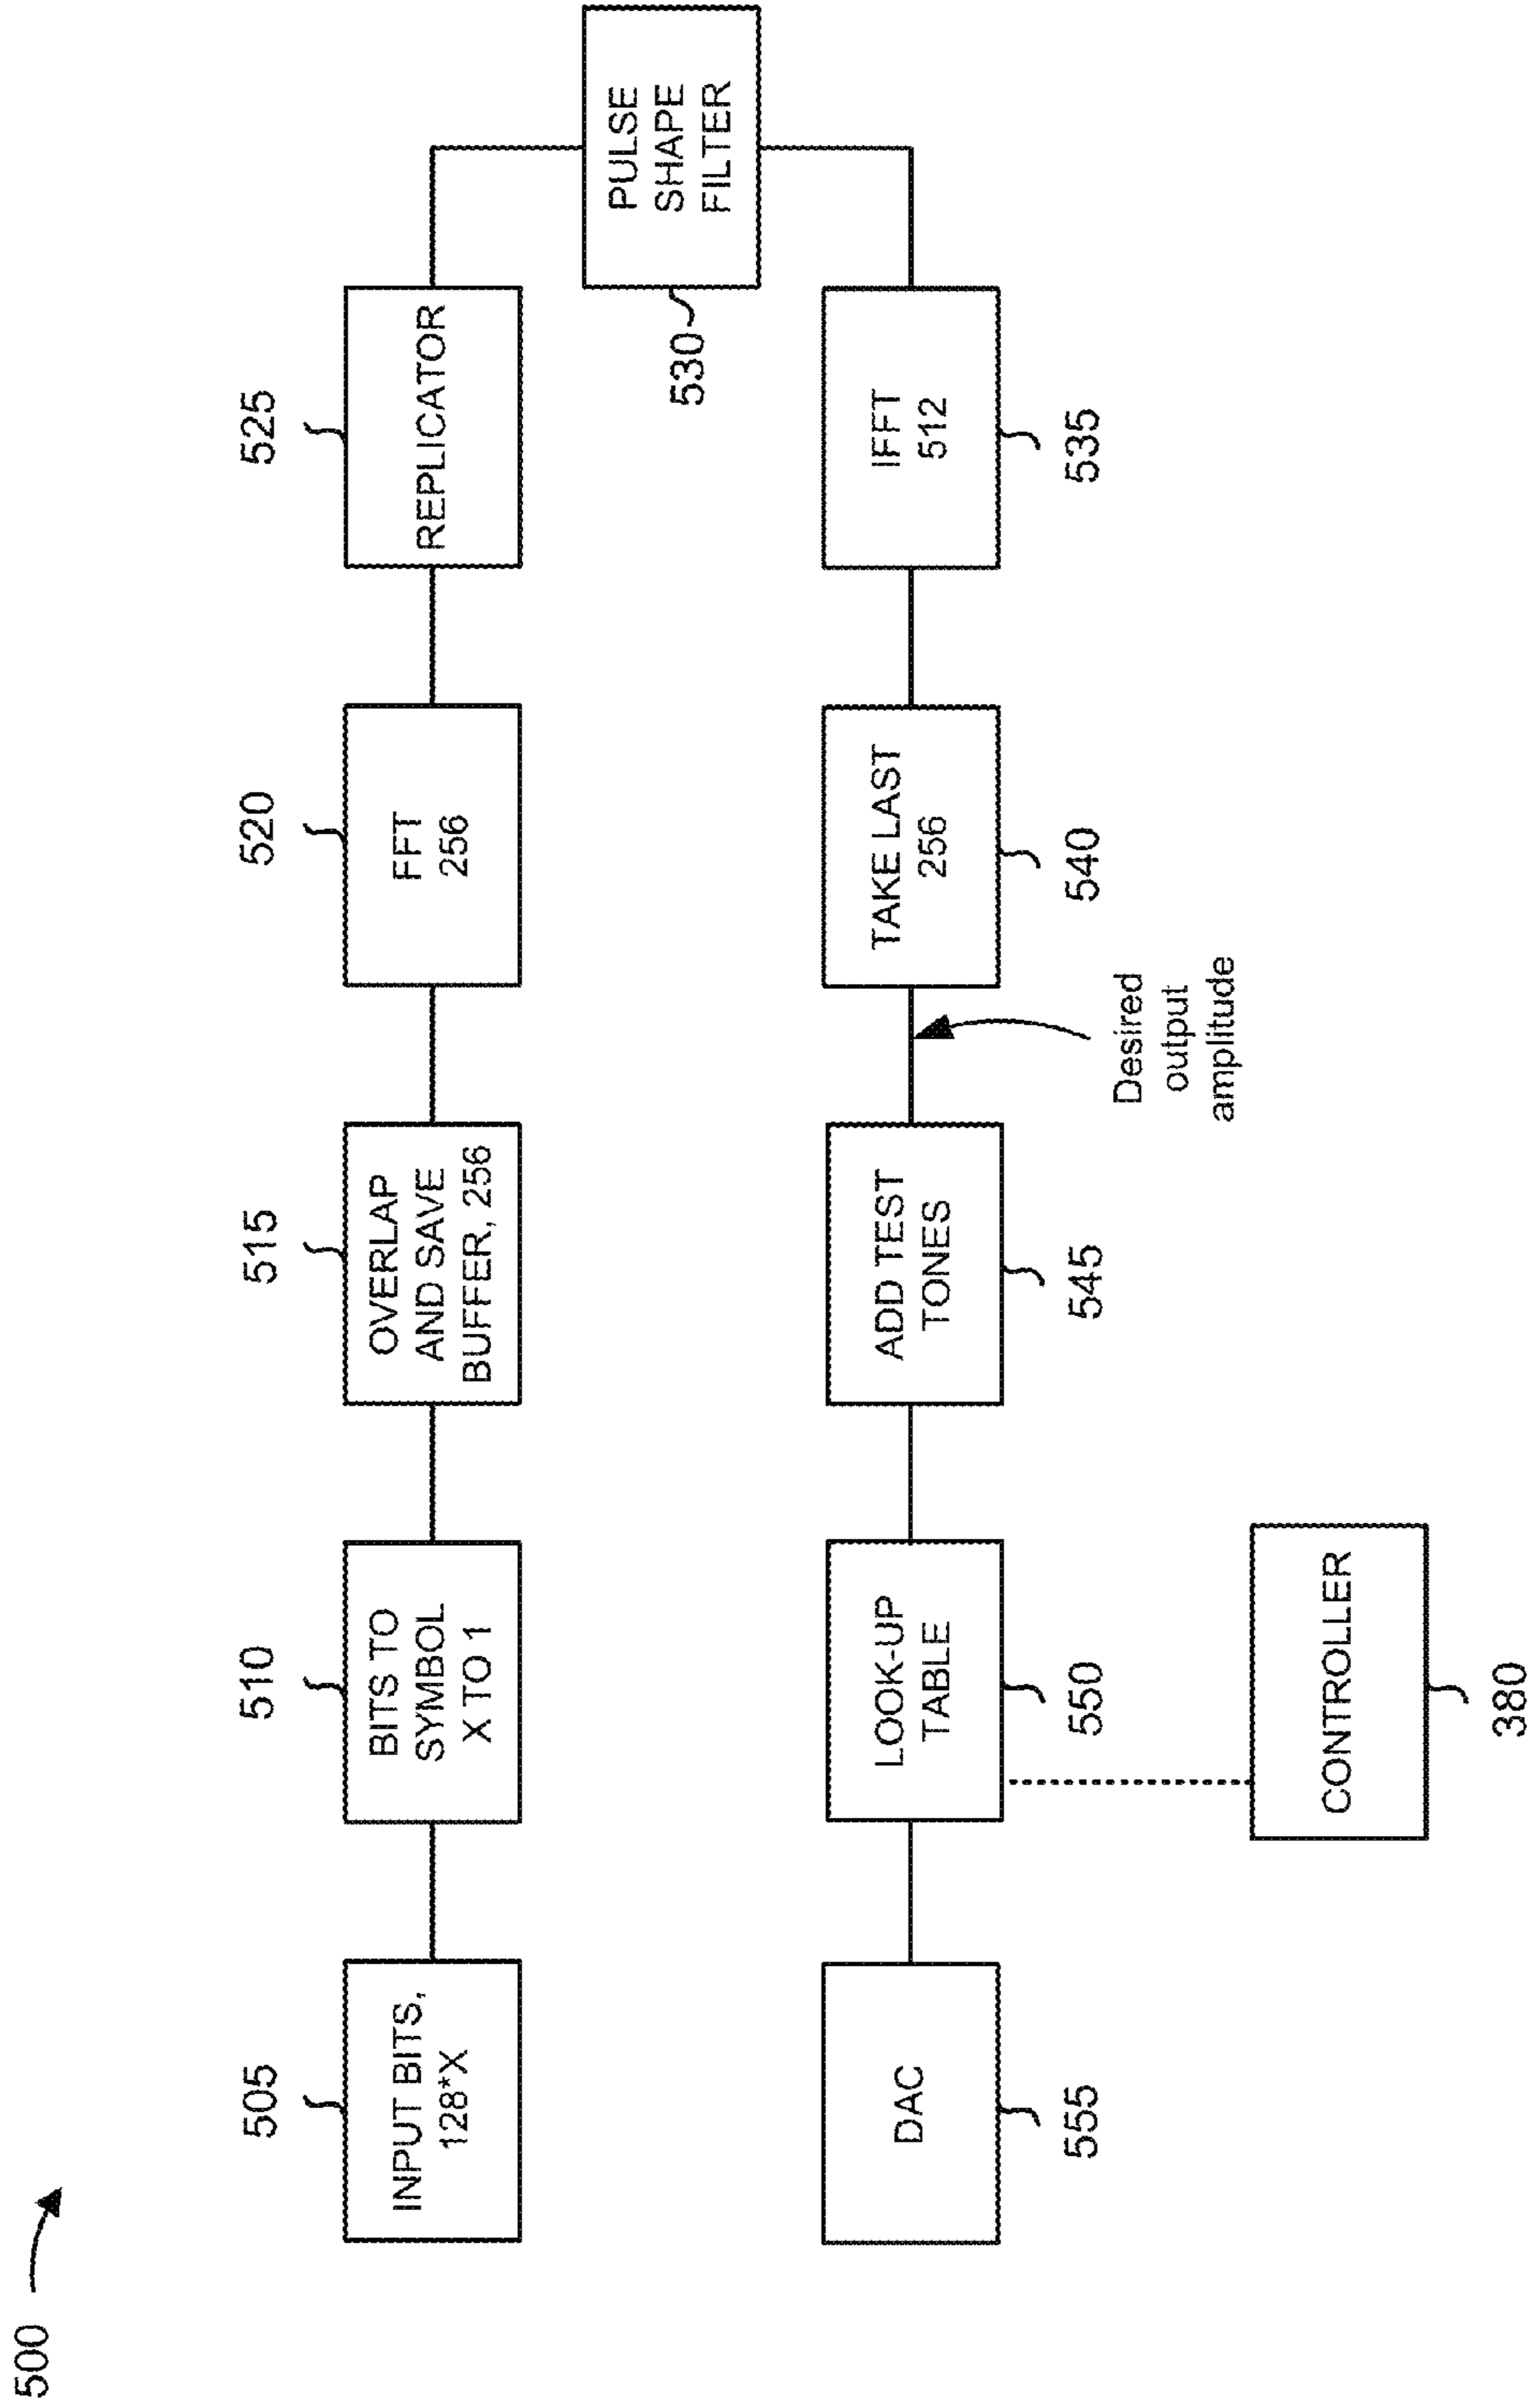 500
505
INPUT BITS,
128*X
510
BITS TO
SYMBOL
X TO 1
515
OVERLAP
AND SAVE
BUFFER, 256
520
FFT
256
525
REPLICATOR
PULSE
SHAPE
FILTER
530
DAC
555
LOOK-UP
TABLE
550
ADD TEST
TONES
545
TAKE LAST
256
540
IFFT
512
535
Desired
output
amplitude
CONTROLLER
380